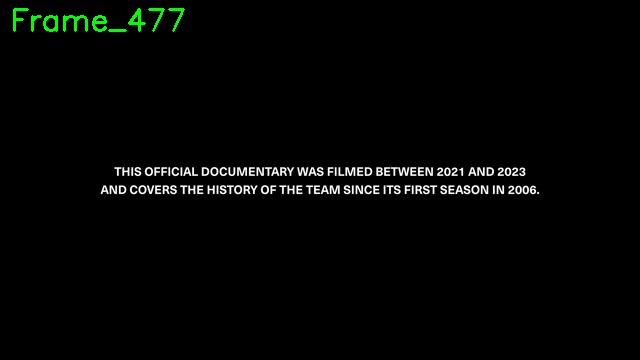 Frame_477
THIS OFFICIAL DOCUMENTARY WAS FILMED BETWEEN 2021 AND 2023
AND COVERS THE HISTORY OF THE TEAM SINCE ITS FIRST SEASON IN 2006.